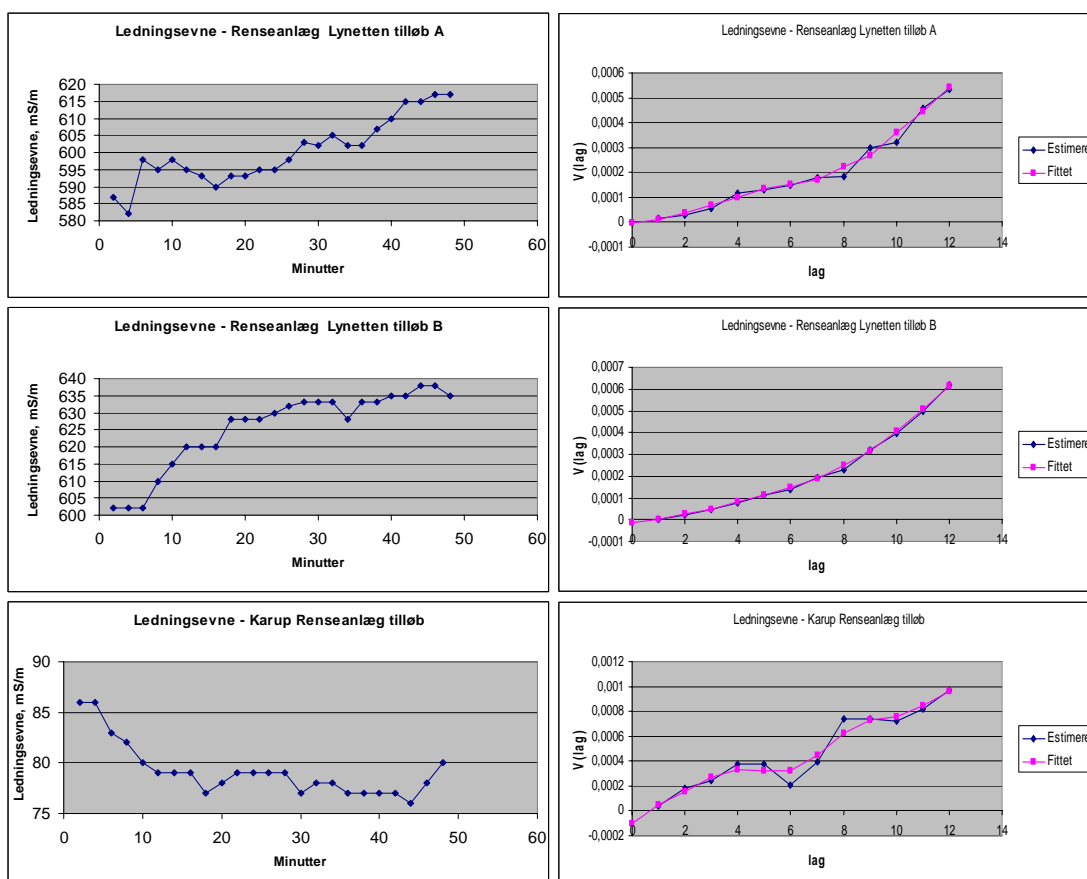 Ledningsevne - Renseanlæg Lynetten tilløb A
Ledningsevne, mS/m
620
615
610
605
600
595
590
585
580
0 10 20 30 40 50 60
Minutter
Ledningsevne - Renseanlæg Lynetten tilløb A
V (lag)
0,0006
0,0005
0,0004
0,0003
0,0002
0,0001
0
-0,0001
0 2 4 6 8 10 12 14
lag
Estimere
Fittet
Ledningsevne - Renseanlæg Lynetten tilløb B
Ledningsevne, mS/m
640
635
630
625
620
615
610
605
600
0 10 20 30 40 50 60
Minutter
Ledningsevne - Renseanlæg Lynetten tilløb B
V (lag)
0,0007
0,0006
0,0005
0,0004
0,0003
0,0002
0,0001
0
-0,0001
0 2 4 6 8 10 12 14
lag
Estimere
Fittet
Ledningsevne - Karup Renseanlæg tilløb
Ledningsevne, mS/m
90
85
80
75
0 10 20 30 40 50 60
Minutter
Ledningsevne - Karup Renseanlæg tilløb
V (lag)
0,0012
0,001
0,0008
0,0006
0,0004
0,0002
0
-0,0002
0 2 4 6 8 10 12 14
lag
Estimere
Fittet